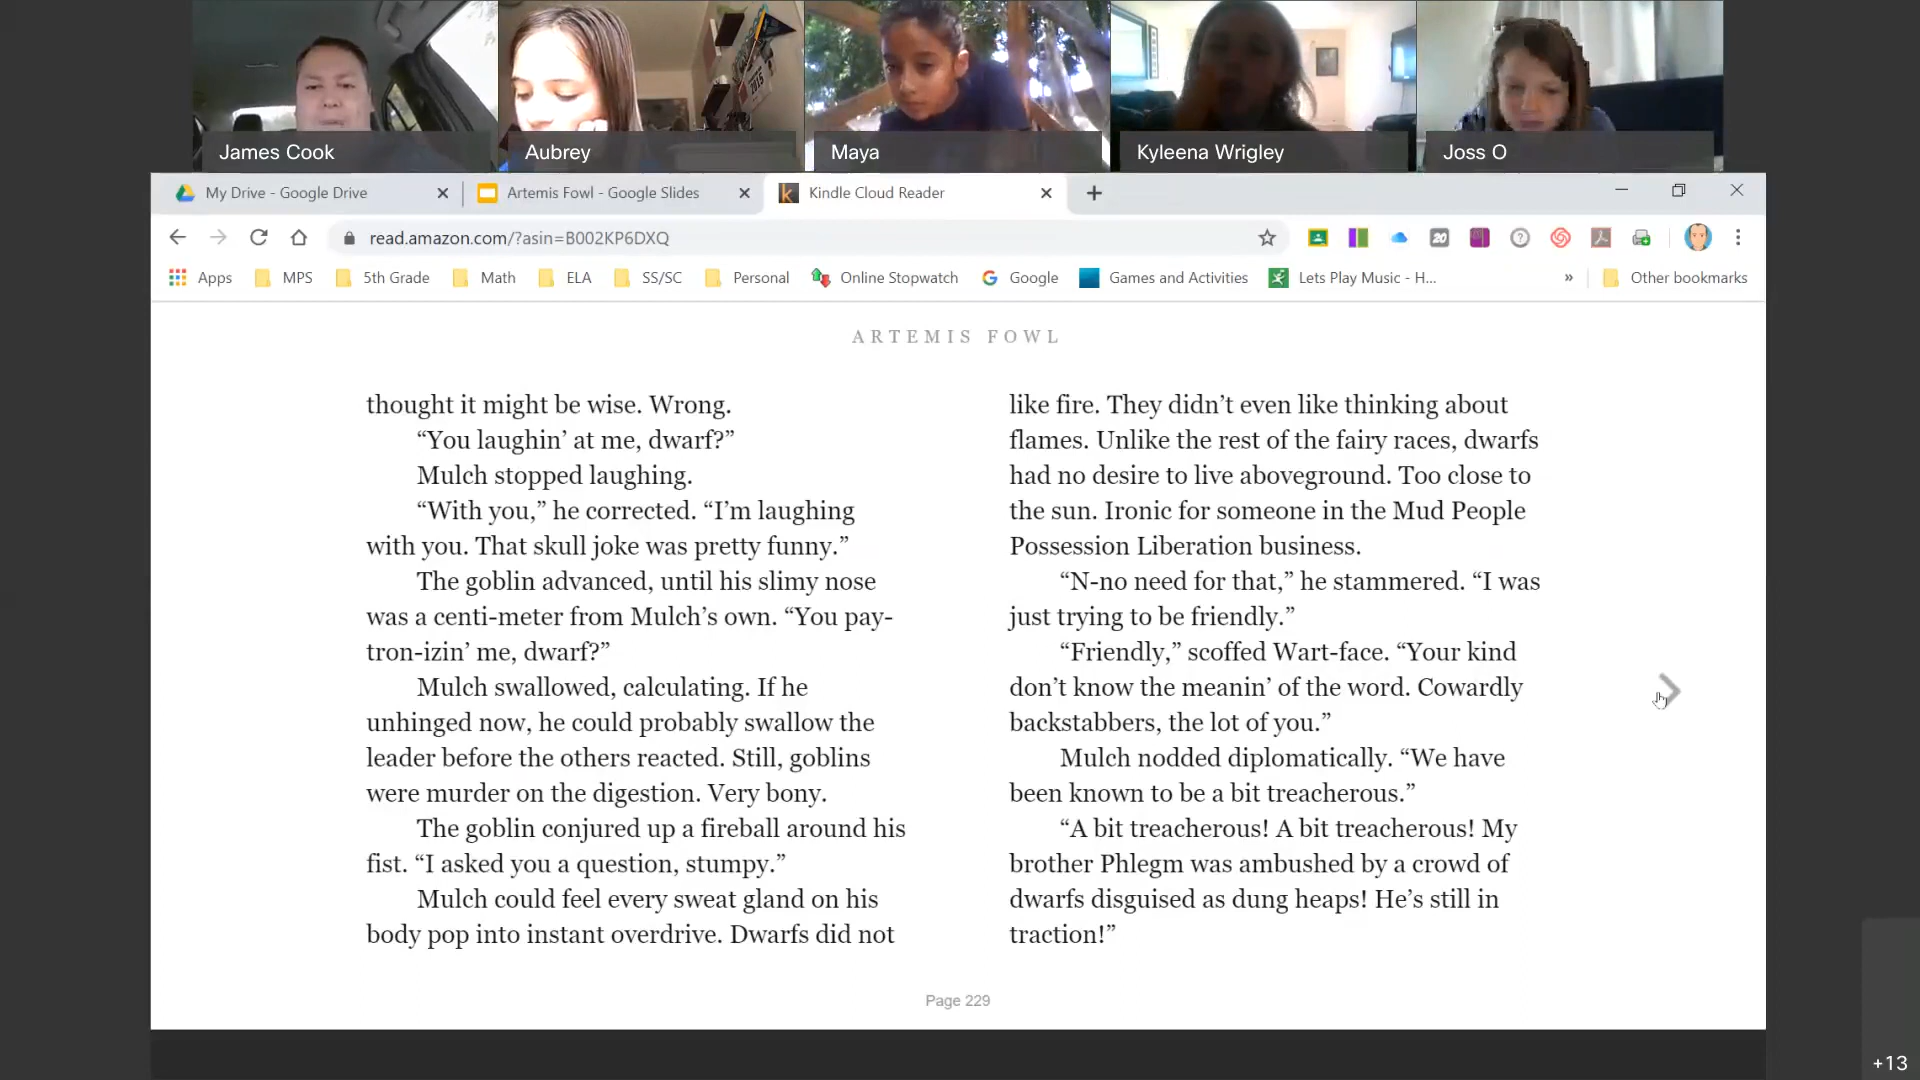 James Cook
Aubrey
Maya
Kyleena Wrigley
Joss O
My Drive - Google Drive
Artemis Fowl - Google Slides
Kindle Cloud Reader
read.amazon.com/?asin=B002KP6DXQ
20
Apps
MPS
5th Grade
Math
ELA
SS/SC
Personal
Online Stopwatch
Google
Games and Activities
Lets Play Music - H...
»
Other bookmarks
ARTEMIS FOWL
thought it might be wise. Wrong.
“You laughin’ at me, dwarf?”
Mulch stopped laughing.
“With you,” he corrected. “I’m laughing
with you. That skull joke was pretty funny.”
The goblin advanced, until his slimy nose
was a centi-meter from Mulch’s own. “You pay-
tron-izin’ me, dwarf?”
Mulch swallowed, calculating. If he
unhinged now, he could probably swallow the
leader before the others reacted. Still, goblins
were murder on the digestion. Very bony.
The goblin conjured up a fireball around his
fist. “I asked you a question, stumpy.”
Mulch could feel every sweat gland on his
body pop into instant overdrive. Dwarfs did not
like fire. They didn’t even like thinking about
flames. Unlike the rest of the fairy races, dwarfs
had no desire to live aboveground. Too close to
the sun. Ironic for someone in the Mud People
Possession Liberation business.
“N-no need for that,” he stammered. “I was
just trying to be friendly.”
“Friendly,” scoffed Wart-face. “Your kind
don’t know the meanin’ of the word. Cowardly
backstabbers, the lot of you.”
Mulch nodded diplomatically. “We have
been known to be a bit treacherous.”
“A bit treacherous! A bit treacherous! My
brother Phlegm was ambushed by a crowd of
dwarfs disguised as dung heaps! He’s still in
traction!”
Page 229
+13